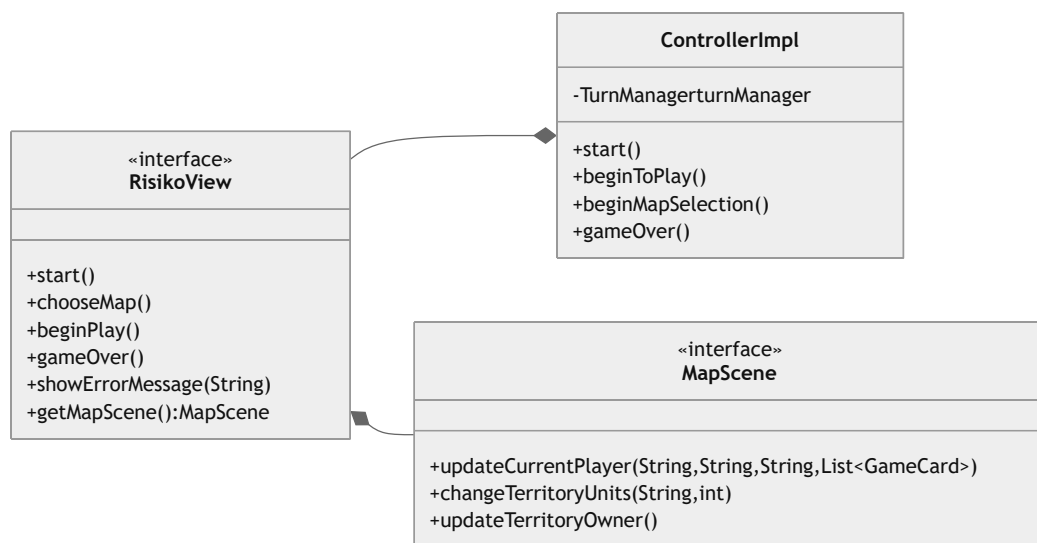 ControllerImpl
-TurnManagerturnManager
+start()
+beginToPlay()
+beginMapSelection()
+gameOver()
«interface»
RisikoView
+start()
+chooseMap()
+beginPlay()
+gameOver()
+showErrorMessage(String)
+getMapScene():MapScene
«interface»
MapScene
+updateCurrentPlayer(String,String,String,List<GameCard>)
+changeTerritoryUnits(String,int)
+updateTerritoryOwner()